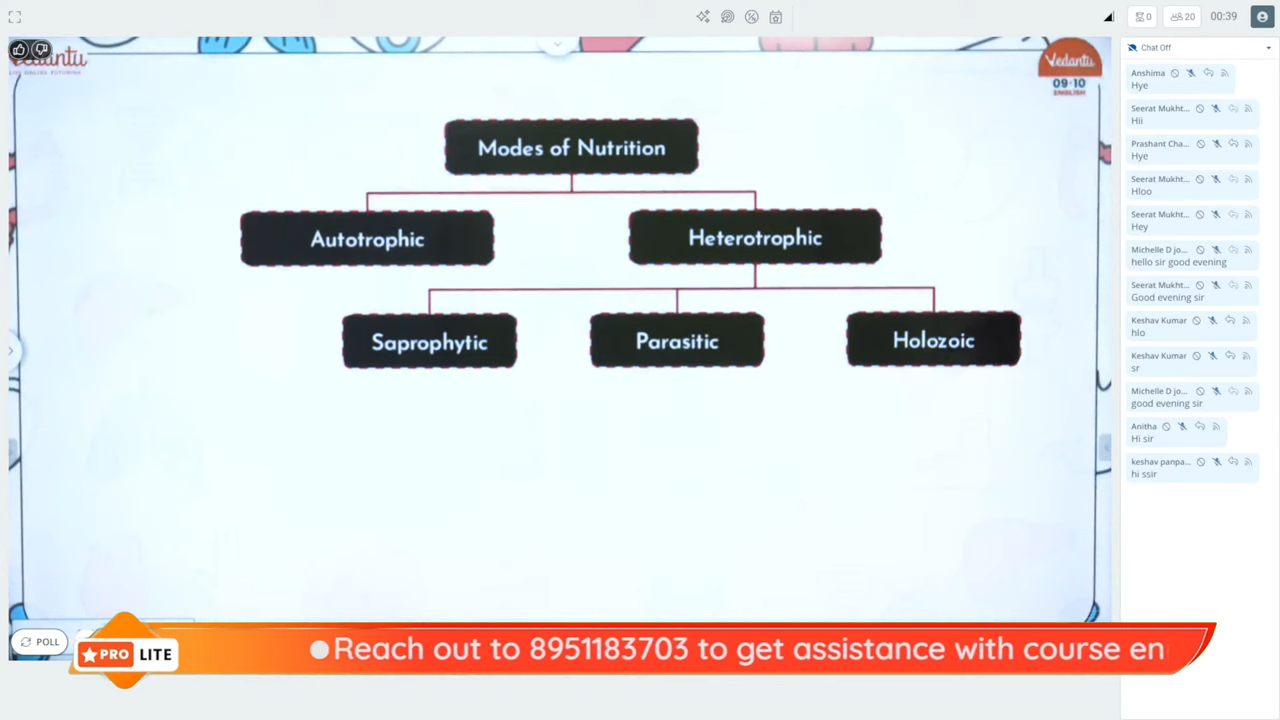 0
20
00:39
Chat Off
Vedantu
09-10
ENGLISH
Modes of Nutrition
Autotrophic
Heterotrophic
Saprophytic
Parasitic
Holozoic
Anshima
Hye
Seerat Mukht...
Hii
Prashant Cha...
Hye
Seerat Mukht...
Hloo
Seerat Mukht...
Hey
Michelle D jo...
hello sir good evening
Seerat Mukht...
Good evening sir
Keshav Kumar
hlo
Keshav Kumar
sr
Michelle D jo...
good evening sir
Anitha
Hi sir
keshav panpa...
hi ssir
POLL
PRO LITE
Reach out to 8951183703 to get assistance with course en